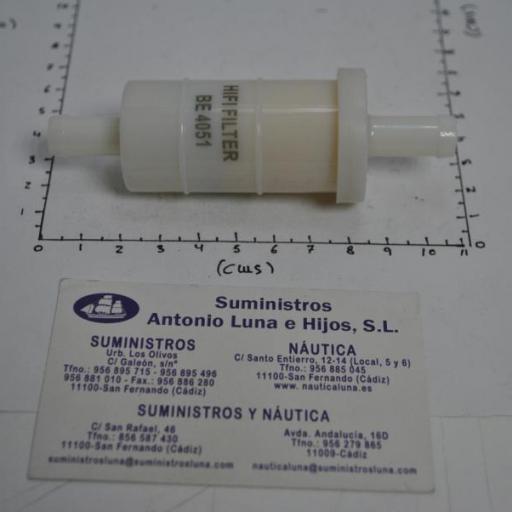 HIFI FILTER
BE 4051
0 1 2 3 4 5 6 7 8 9 10 11
(cms)
Suministros
Antonio Luna e Hijos, S.L.
SUMINISTROS
Urb. Los Olivos
C/ Galeón, s/nº
Tfno.: 956 895 715 - 956 895 496
956 881 010 - Fax.: 956 886 280
11100-San Fernando (Cádiz)
NÁUTICA
C/ Santo Entierro, 12-14 (Local, 5 y 6)
Tfno.: 956 885 045
11100-San Fernando (Cádiz)
www. nauticaluna.es
SUMINISTROS Y NÁUTICA
C/ San Rafael, 46
Tfno.: 856 587 430
11100-San Fernando (Cádiz)
suministrosluna@suministrosluna.com
Avda. Andalucía, 16D
Tfno.: 956 279 865
11009-Cádiz
nauticaluna@suministrosluna.com